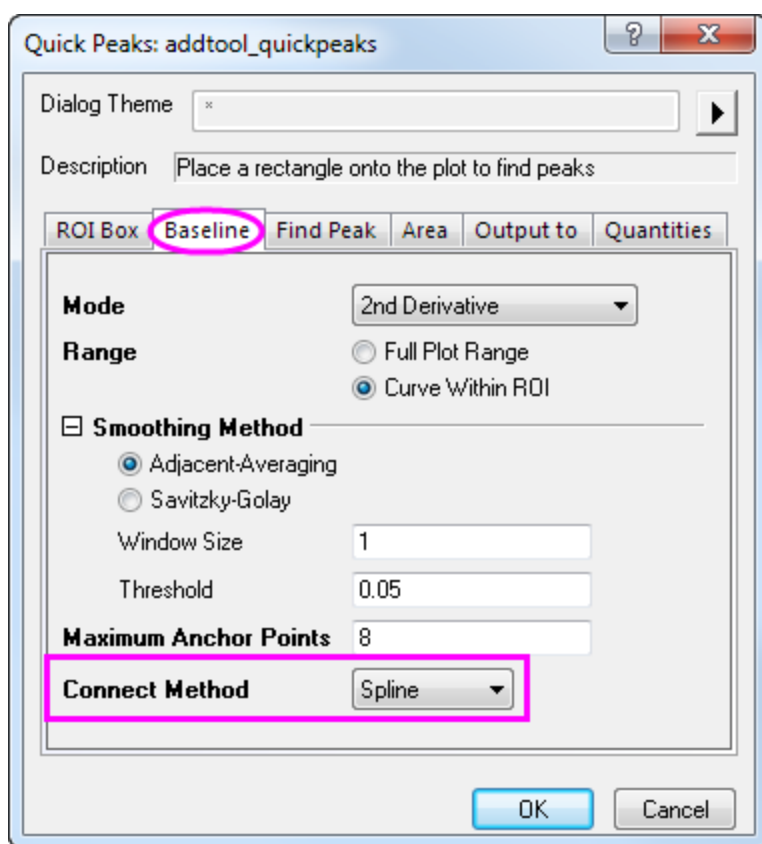 Quick Peaks: addtool_quickpeaks
Dialog Theme *
Description Place a rectangle onto the plot to find peaks
ROI Box Baseline Find Peak Area Output to Quantities
Mode 2nd Derivative
Range Full Plot Range
Curve Within ROI
Smoothing Method
Adjacent-Averaging
Savitzky-Golay
Window Size 1
Threshold 0.05
Maximum Anchor Points 8
Connect Method Spline
OK Cancel